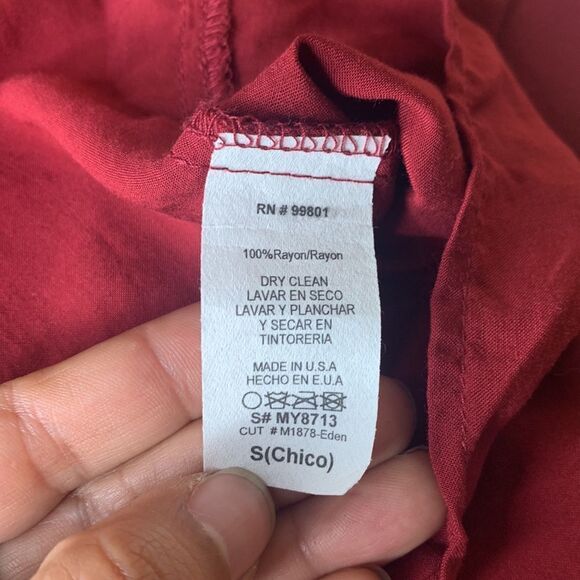 RN # 99801
100%Rayon/Rayon
DRY CLEAN
LAVAR EN SECO
LAVAR Y PLANCHAR
Y SECAR EN
TINTORERIA
MADE IN U.S.A
HECHO EN E.U.A
S# MY8713
CUT # M1878-Eden
S(Chico)